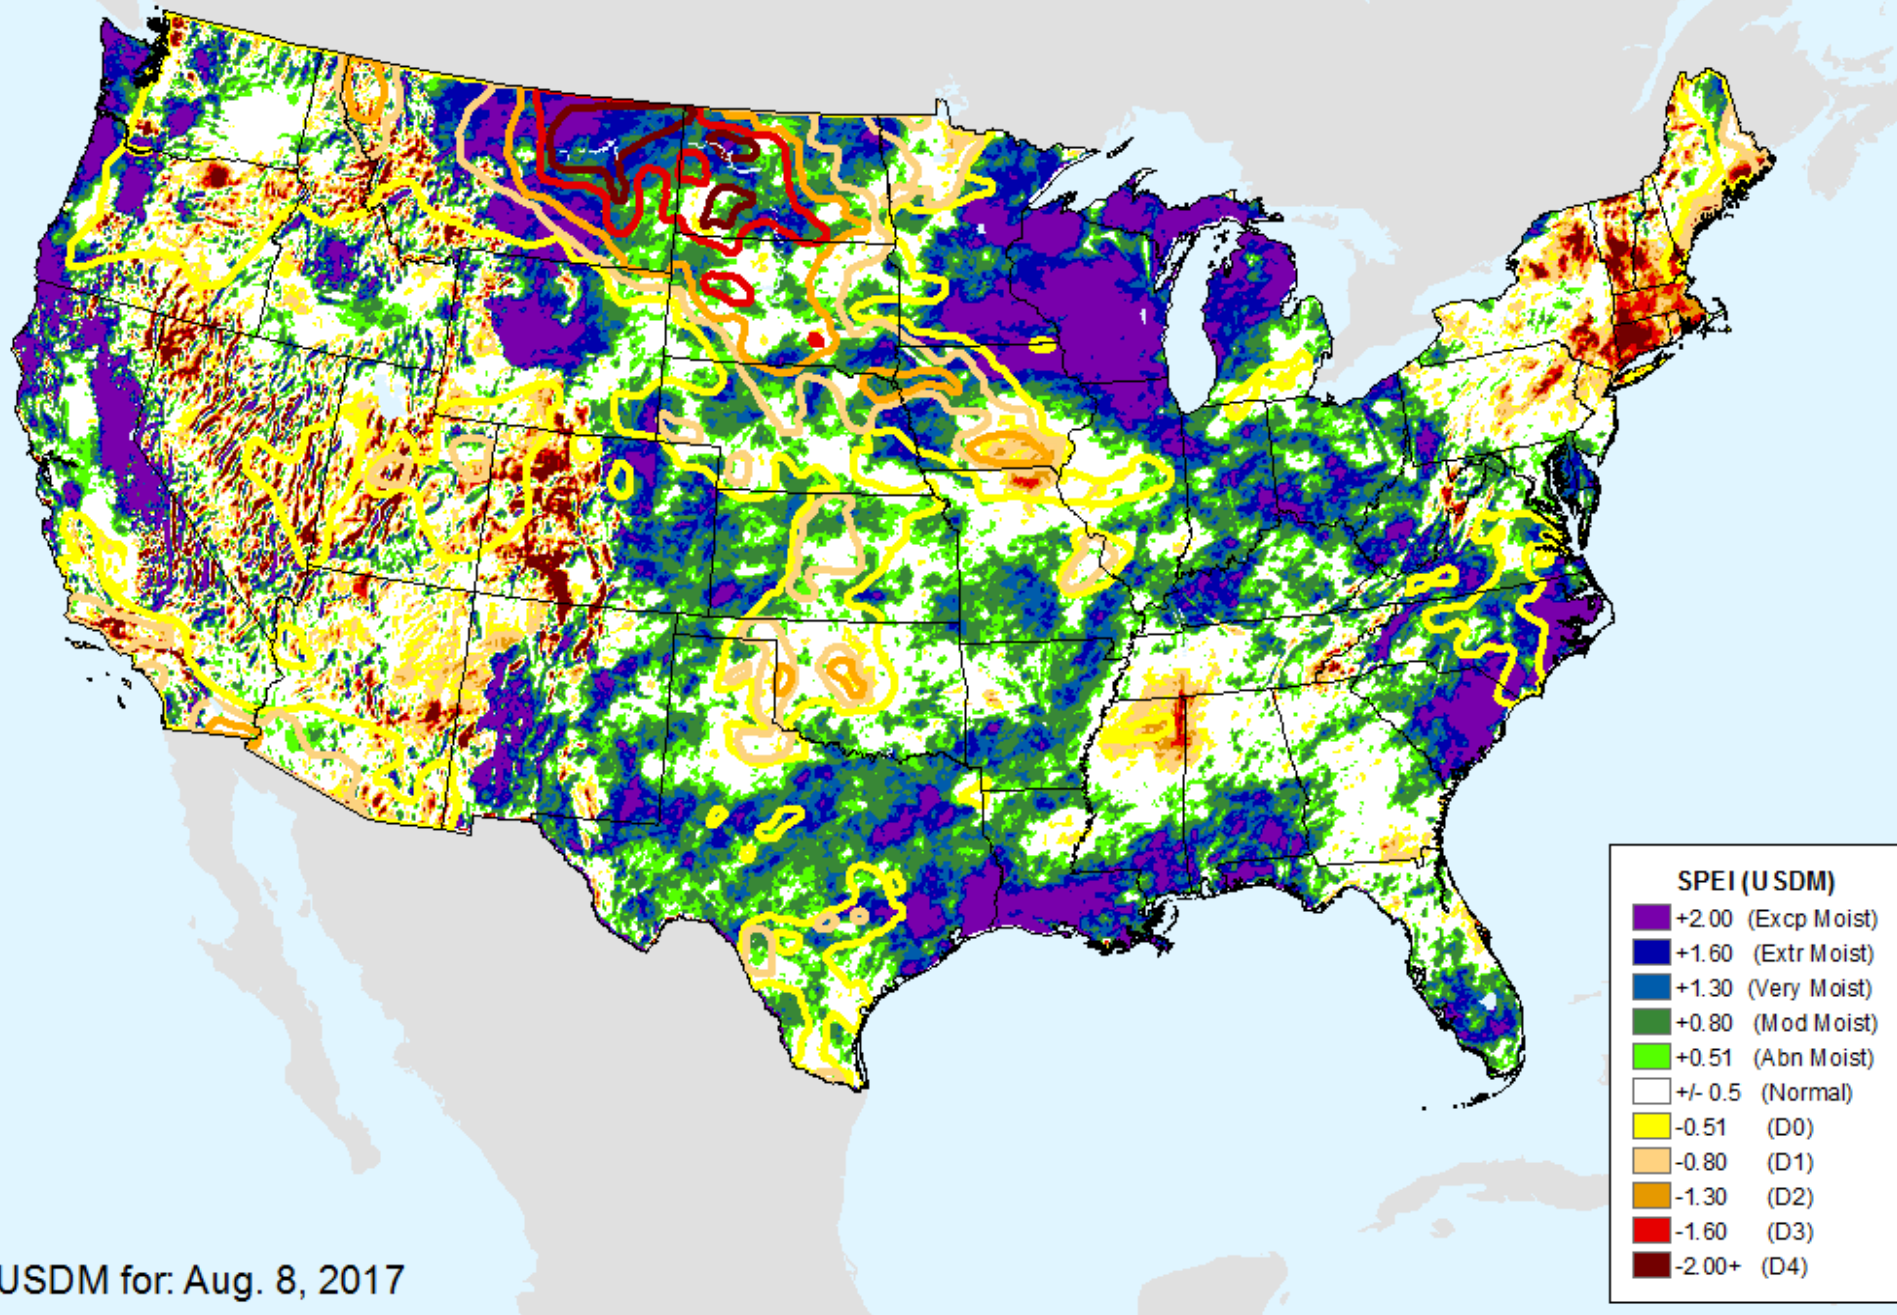 SPEI (USDM)
+2.00 (Excp Moist)
+1.60 (Extr Moist)
+1.30 (Very Moist)
+0.80 (Mod Moist)
+0.51 (Abn Moist)
+/- 0.5 (Normal)
-0.51 (D0)
-0.80 (D1)
-1.30 (D2)
-1.60 (D3)
-2.00+ (D4)
USDM for: Aug. 8, 2017